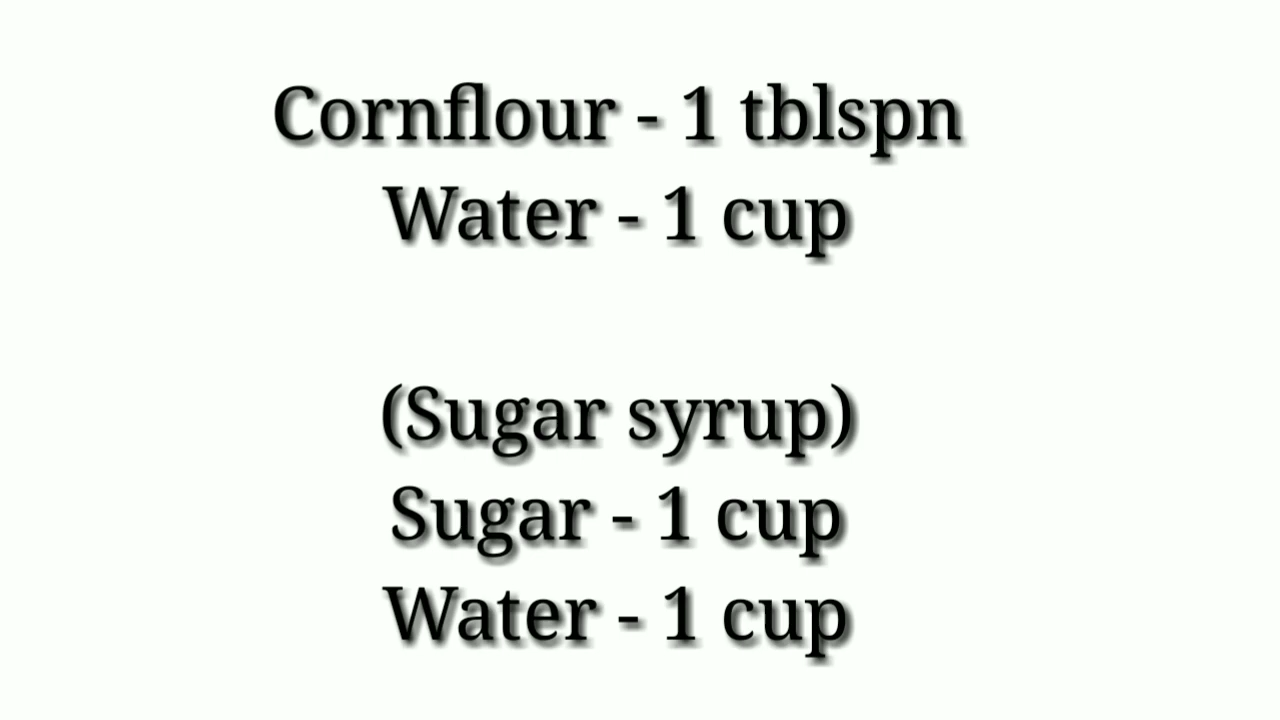 Cornflour - 1 tblspn
Water - 1 cup
(Sugar syrup)
Sugar - 1 cup
Water - 1 cup